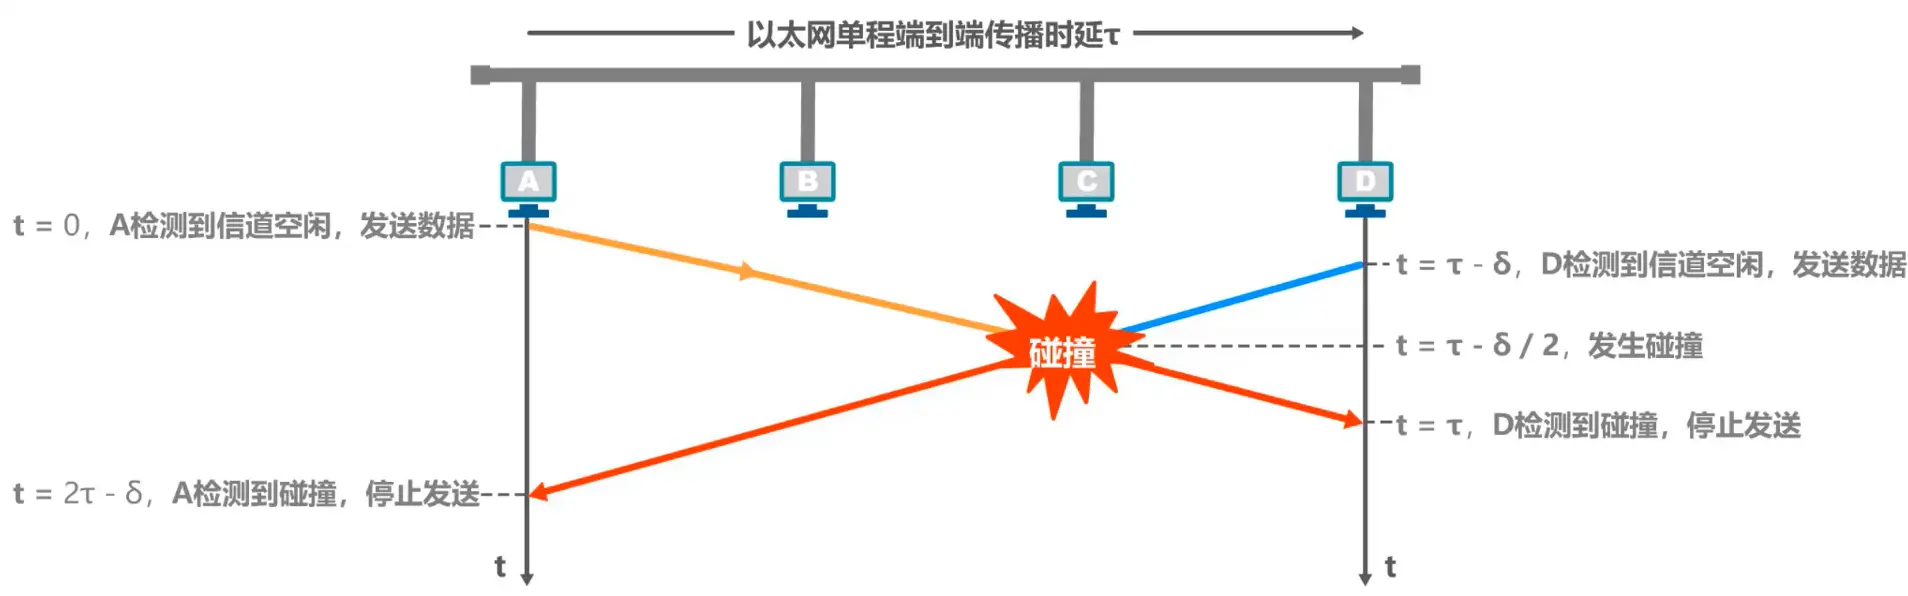 以太网单程端到端传播时延τ
A
B
C
D
t = 0，A检测到信道空闲，发送数据
t = τ - δ，D检测到信道空闲，发送数据
碰撞
t = τ - δ / 2，发生碰撞
t = τ，D检测到碰撞，停止发送
t = 2τ - δ，A检测到碰撞，停止发送
t
t